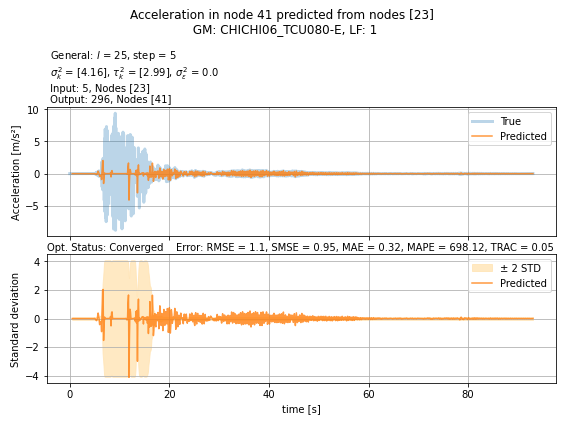 Acceleration in node 41 predicted from nodes [23]
GM: CHICHI06_TCU080-E, LF: 1
General: l = 25, step = 5
σ²ₖ = [4.16], τ²ₖ = [2.99], σ²ε = 0.0
Input: 5, Nodes [23]
Output: 296, Nodes [41]
10
5
0
−5
Acceleration [m/s²]
True
Predicted
Opt. Status: Converged Error: RMSE = 1.1, SMSE = 0.95, MAE = 0.32, MAPE = 698.12, TRAC = 0.05
4
2
0
−2
−4
Standard deviation
± 2 STD
Predicted
0 20 40 60 80
time [s]